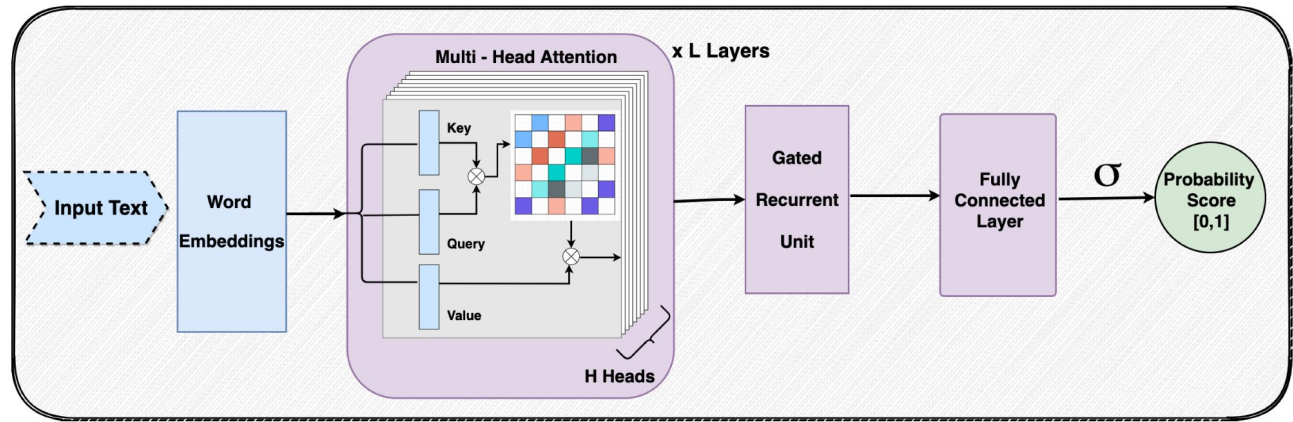 Multi - Head Attention
x L Layers
Input Text
Word
Embeddings
Key
Query
Value
H Heads
Gated
Recurrent
Unit
Fully
Connected
Layer
σ
Probability
Score
[0,1]